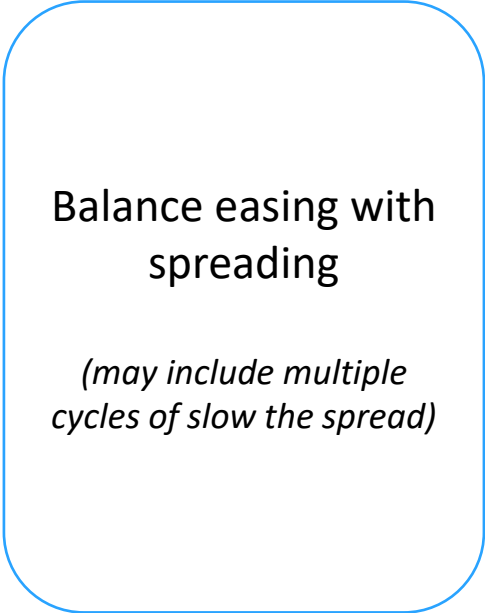 Balance easing with
spreading
(may include multiple
cycles of slow the spread)